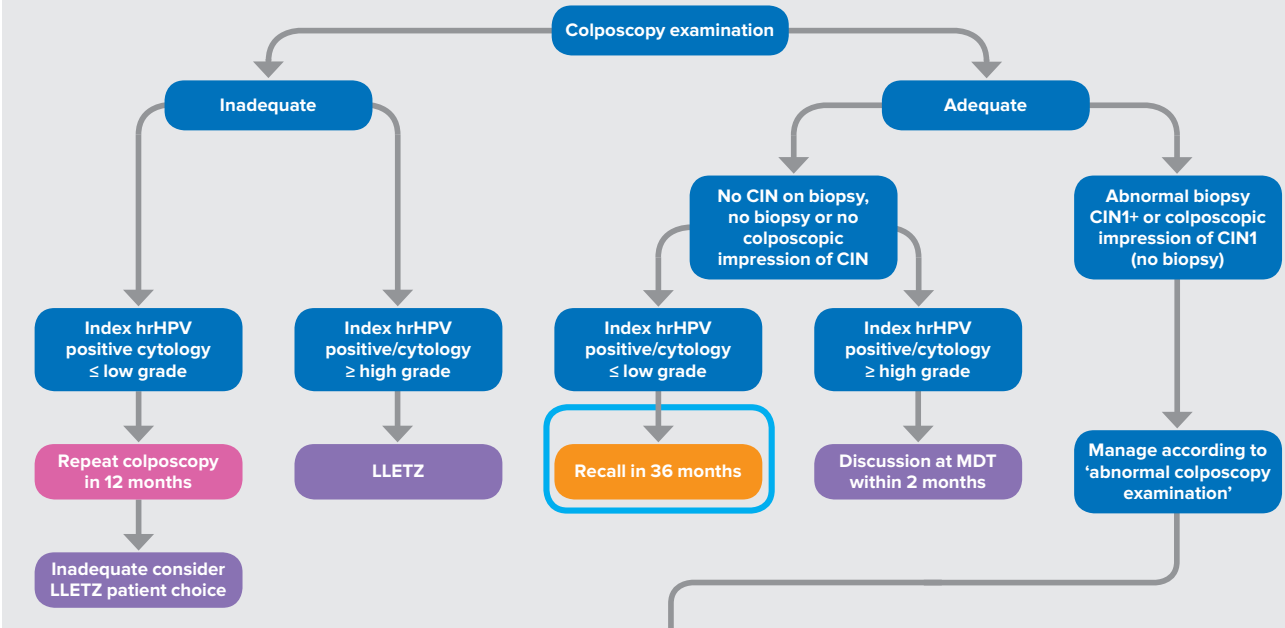 Colposcopy examination
Inadequate
Adequate
No CIN on biopsy,
no biopsy or no
colposcopic
impression of CIN
Abnormal biopsy
CIN1+ or colposcopic
impression of CIN1
(no biopsy)
Index hrHPV
positive cytology
≤ low grade
Index hrHPV
positive/cytology
≥ high grade
Index hrHPV
positive/cytology
≤ low grade
Index hrHPV
positive/cytology
≥ high grade
Repeat colposcopy
in 12 months
LLETZ
Recall in 36 months
Discussion at MDT
within 2 months
Manage according to
‘abnormal colposcopy
examination’
Inadequate consider
LLETZ patient choice